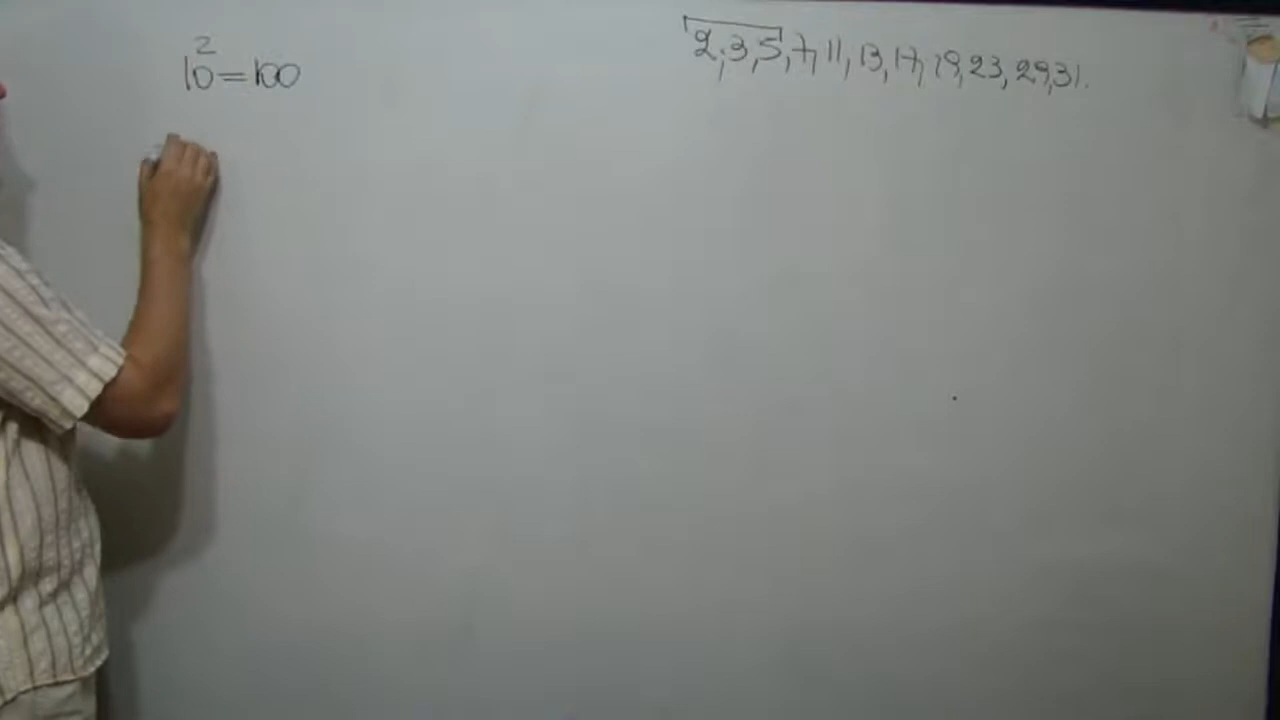 10² = 100
2, 3, 5, 7, 11, 13, 17, 19, 23, 29, 31.